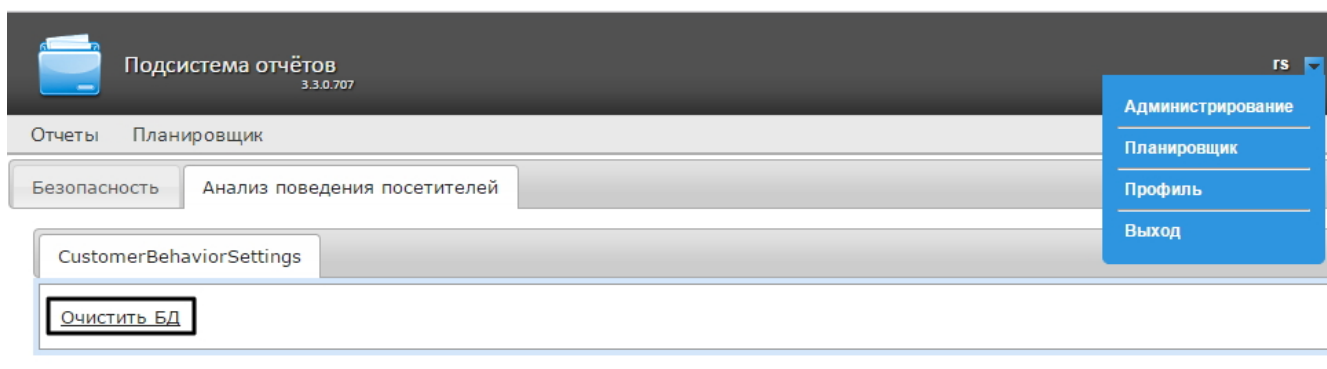 Подсистема отчётов
3.3.0.707
rs
Администрирование
Планировщик
Профиль
Выход
Отчеты Планировщик
Безопасность Анализ поведения посетителей
CustomerBehaviorSettings
Очистить БД